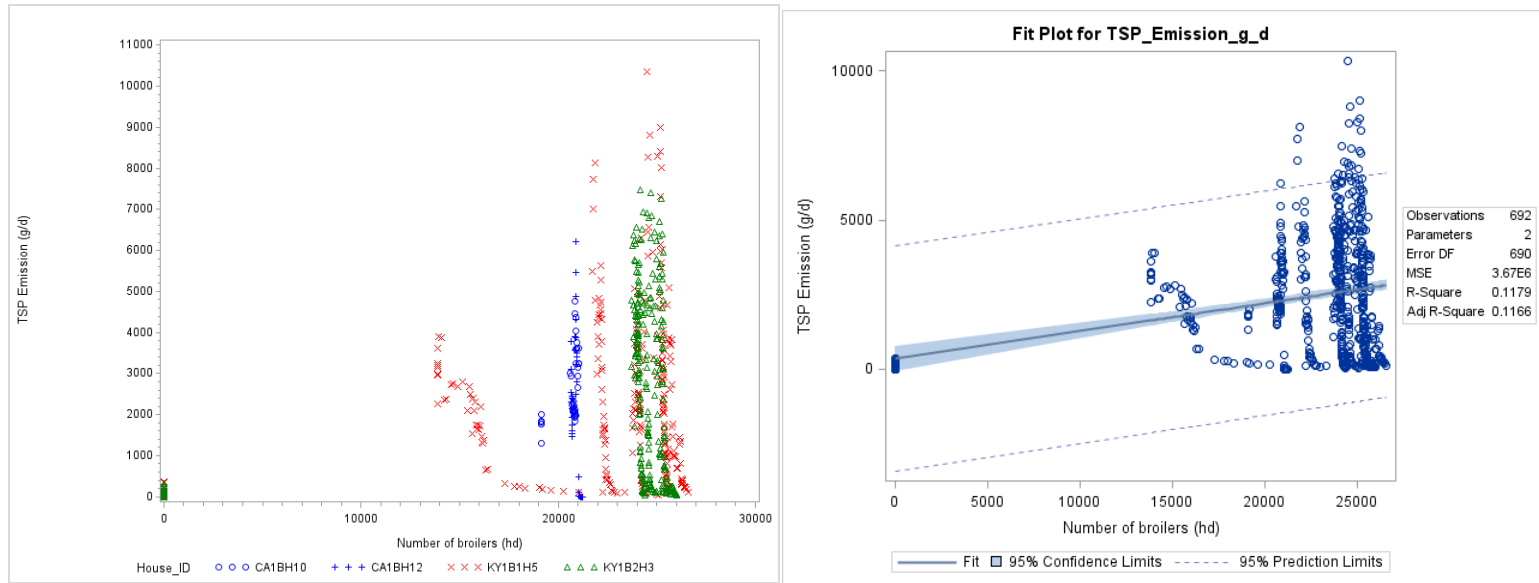 11000
10000
9000
8000
7000
6000
5000
4000
3000
2000
1000
0
TSP Emission (g/d)
0 10000 20000 30000
Number of broilers (hd)
House_ID CA1BH10 CA1BH12 KY1B1H5 KY1B2H3
Fit Plot for TSP_Emission_g_d
10000
5000
0
TSP Emission (g/d)
0 5000 10000 15000 20000 25000
Number of broilers (hd)
Fit 95% Confidence Limits 95% Prediction Limits
Observations 692
Parameters 2
Error DF 690
MSE 3.67E6
R-Square 0.1179
Adj R-Square 0.1166